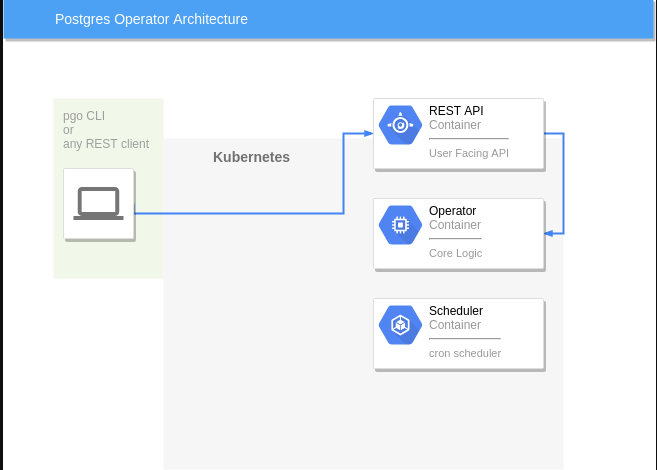 Postgres Operator Architecture
pgo CLI
or
any REST client
Kubernetes
REST API
Container
User Facing API
Operator
Container
Core Logic
Scheduler
Container
cron scheduler